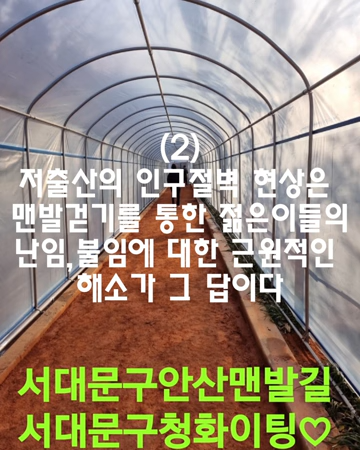 (2)
저출산의 인구절벽 현상은
맨발걷기를 통한 젊은이들의
난임,불임에 대한 근원적인
해소가 그 답이다
서대문구안산맨발길
서대문구청화이팅♡